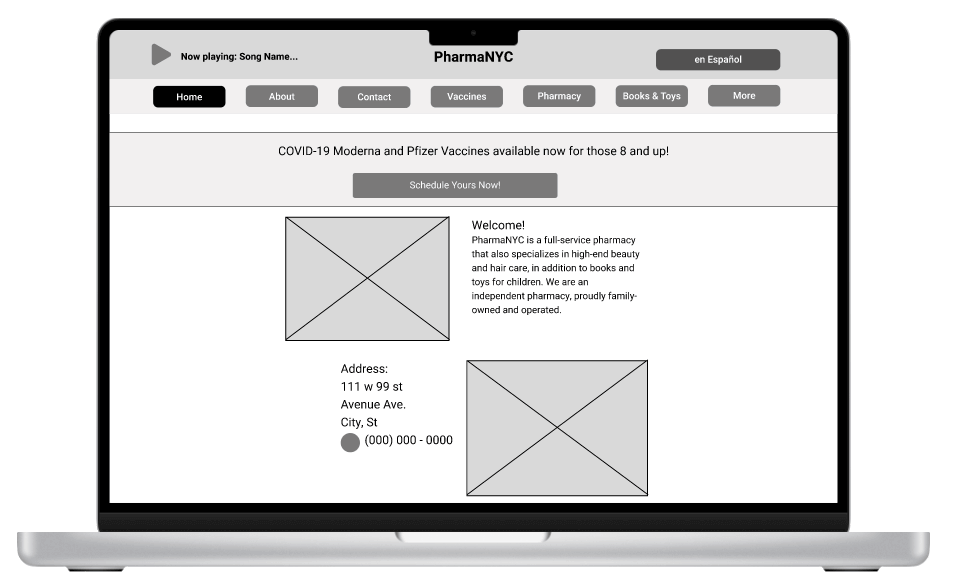 Now playing: Song Name...
PharmaNYC
en Español
Home
About
Contact
Vaccines
Pharmacy
Books & Toys
More
COVID-19 Moderna and Pfizer Vaccines available now for those 8 and up!
Schedule Yours Now!
Welcome!
PharmaNYC is a full-service pharmacy
that also specializes in high-end beauty
and hair care, in addition to books and
toys for children. We are an
independent pharmacy, proudly family-
owned and operated.
Address:
111 w 99 st
Avenue Ave.
City, St
(000) 000 - 0000